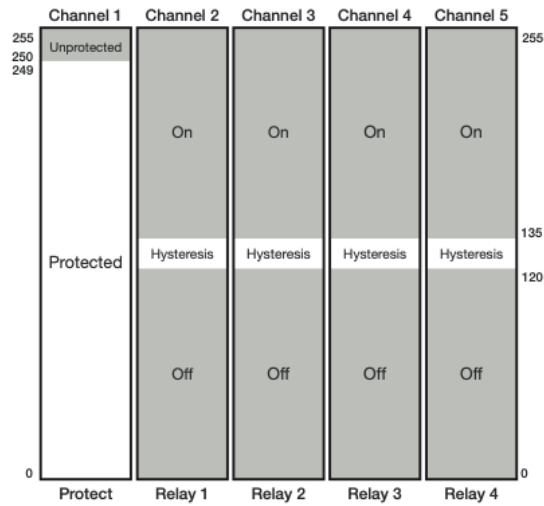 Channel 1 Channel 2 Channel 3 Channel 4 Channel 5
255 Unprotected 255
250
249
On On On On
135
Protected Hysteresis Hysteresis Hysteresis Hysteresis
120
Off Off Off Off
0 0
Protect Relay 1 Relay 2 Relay 3 Relay 4